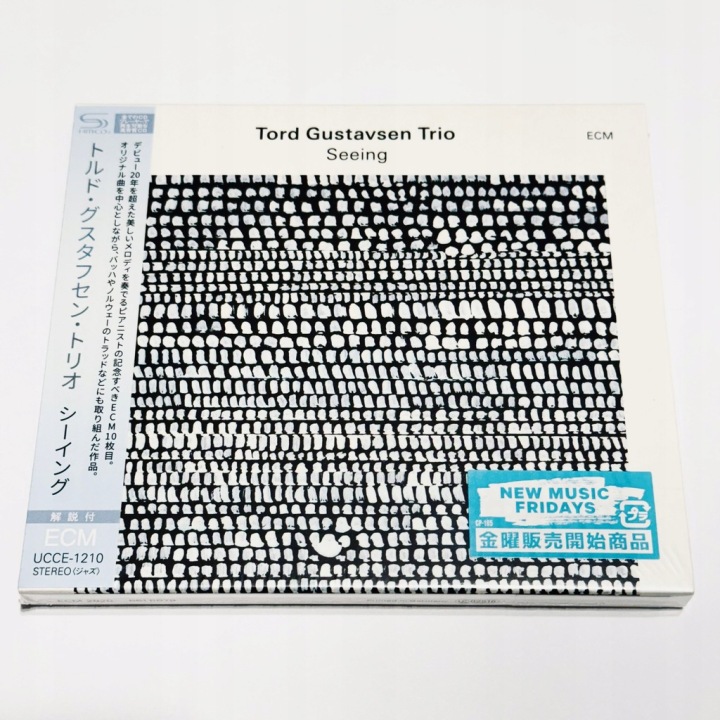 Tord Gustavsen Trio
Seeing
ECM
デビュー20年を超えた美しいメロディを奏でるピアニストの記念すべきECM10枚目。
オリジナル曲を中心としながら、バッハやノルウェーのトラッドなどにも取り組んだ作品。
トルド・グスタフセン・トリオ シーイング
解説付
ECM
UCCE-1210
STEREO〈ジャズ〉
NEW MUSIC
FRIDAYS
CP-195
金曜販売開始商品